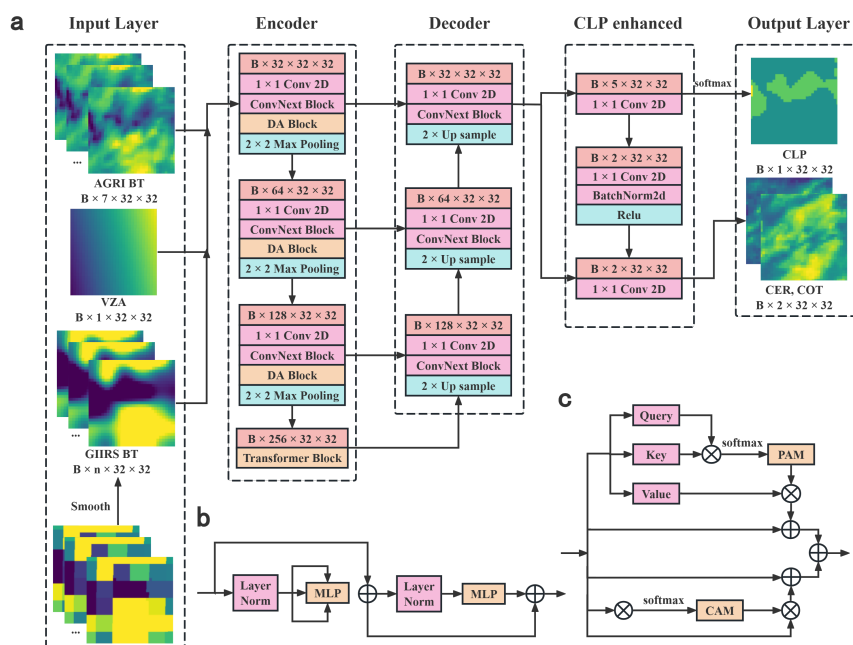 a
Input Layer
AGRI BT
B × 7 × 32 × 32
...
VZA
B × 1 × 32 × 32
...
GIIRS BT
B × n × 32 × 32
Smooth
...
Encoder
B × 32 × 32 × 32
1 × 1 Conv 2D
ConvNext Block
DA Block
2 × 2 Max Pooling
B × 64 × 32 × 32
1 × 1 Conv 2D
ConvNext Block
DA Block
2 × 2 Max Pooling
B × 128 × 32 × 32
1 × 1 Conv 2D
ConvNext Block
DA Block
2 × 2 Max Pooling
B × 256 × 32 × 32
Transformer Block
Decoder
B × 32 × 32 × 32
1 × 1 Conv 2D
ConvNext Block
2 × Up sample
B × 64 × 32 × 32
1 × 1 Conv 2D
ConvNext Block
2 × Up sample
B × 128 × 32 × 32
1 × 1 Conv 2D
ConvNext Block
2 × Up sample
CLP enhanced
B × 5 × 32 × 32
1 × 1 Conv 2D
softmax
B × 2 × 32 × 32
1 × 1 Conv 2D
BatchNorm2d
Relu
B × 2 × 32 × 32
1 × 1 Conv 2D
Output Layer
CLP
B × 1 × 32 × 32
CER, COT
B × 2 × 32 × 32
b
Layer
Norm
MLP
Layer
Norm
MLP
c
Query
Key
Value
softmax
PAM
softmax
CAM